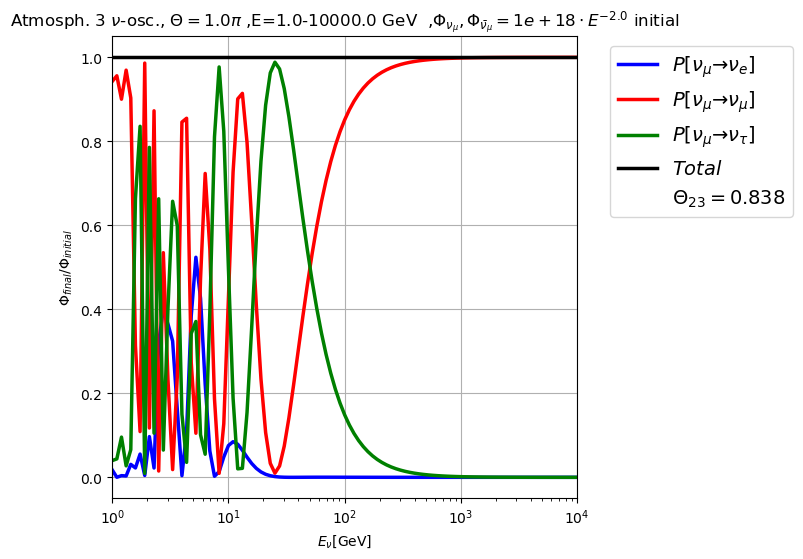 Atmosph. 3 ν-osc., Θ = 1.0π ,E=1.0-10000.0 GeV ,Φ_{ν_μ}, Φ_{ν̄_μ} = 1e + 18 · E^{−2.0} initial
P[ν_μ→ν_e]
P[ν_μ→ν_μ]
P[ν_μ→ν_τ]
Total
Θ_{23} = 0.838
1.0
0.8
0.6
0.4
0.2
0.0
Φ_{final}/Φ_{initial}
10^0
10^1
10^2
10^3
10^4
E_ν[GeV]